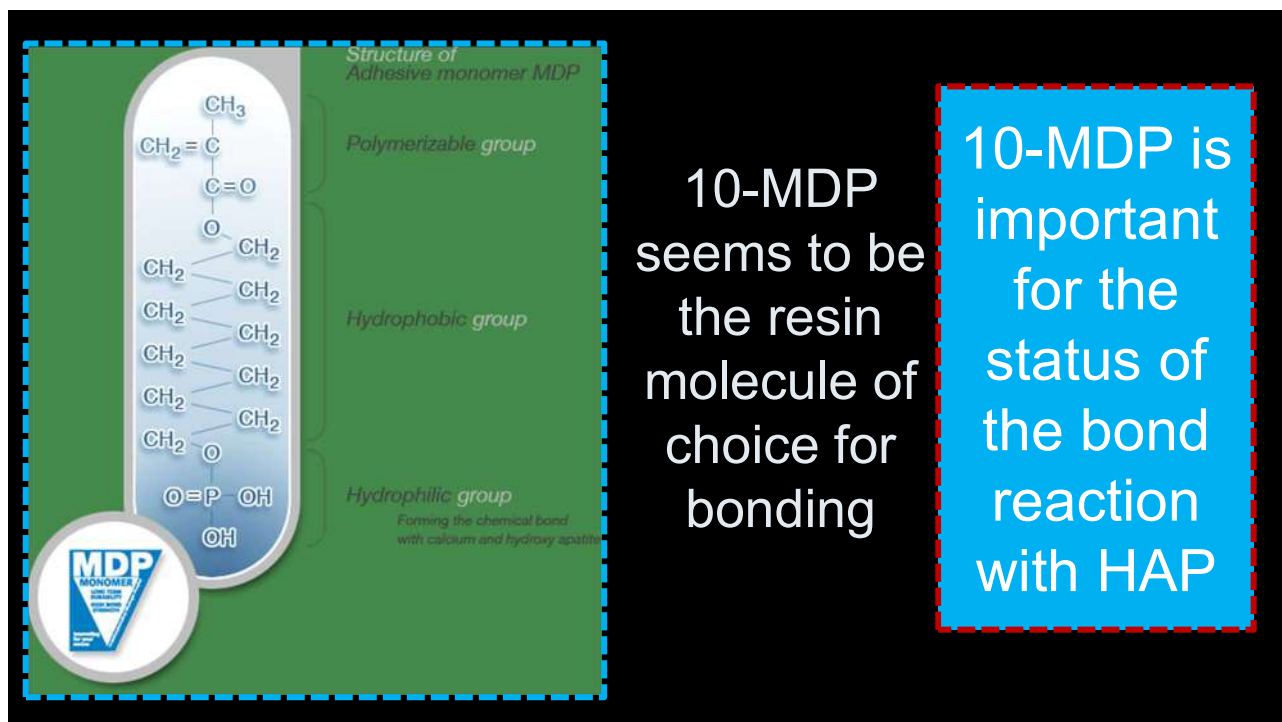 Structure of
Adhesive monomer MDP
CH3
CH2 = C
C=O
O
CH2
CH2
CH2
CH2
CH2
CH2
CH2
CH2
CH2
CH2
O
O=P-OH
OH
Polymerizable group
Hydrophobic group
Hydrophilic group
Forming the chemical bond
with calcium and hydroxy apatite
MDP
MONOMER
LONG TERM
DURABILITY
HIGH BOND
STRENGTH
10-MDP
seems to be
the resin
molecule of
choice for
bonding
10-MDP is
important
for the
status of
the bond
reaction
with HAP